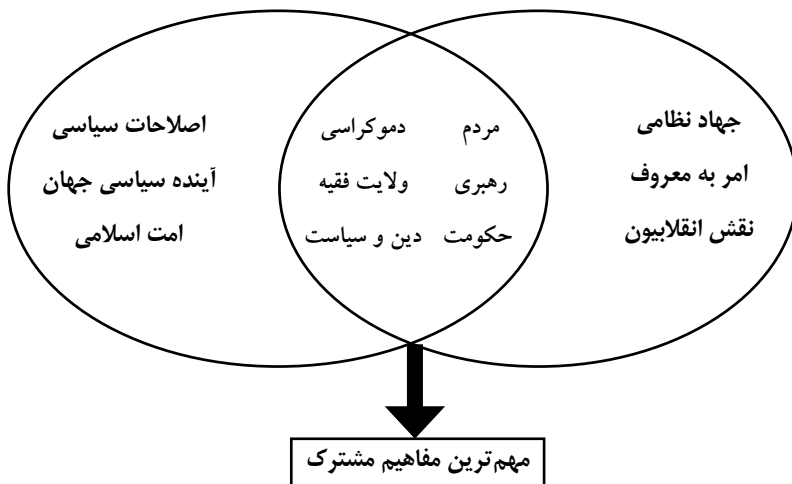 جهاد نظامی
امر به معروف
نقش انقلابیون
مردم دموکراسی
رهبری ولایت فقیه
حکومت دین و سیاست
اصلاحات سیاسی
آینده سیاسی جهان
امت اسلامی
مهم‌ترین مفاهیم مشترک